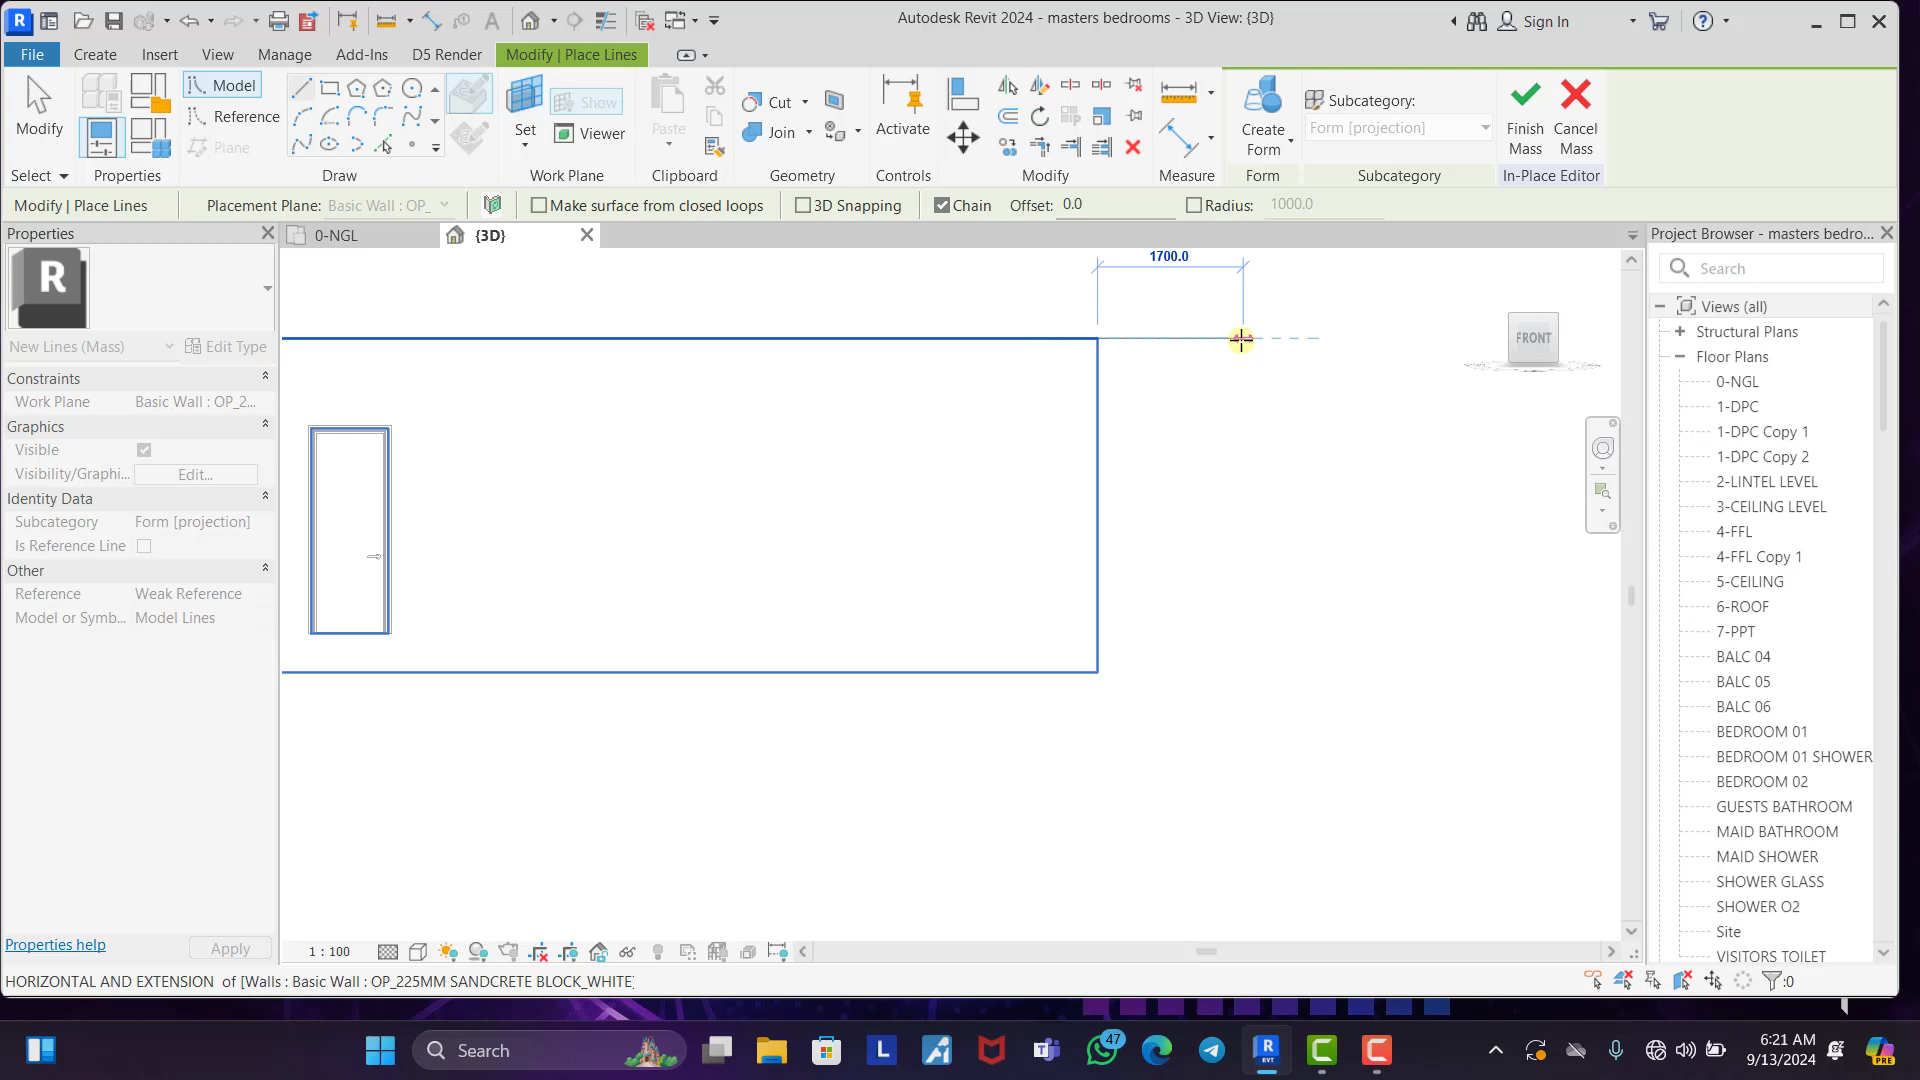 Autodesk Revit 2024 - masters bedrooms - 3D View: {3D}
Sign In
File
Create
Insert
View
Manage
Add-Ins
D5 Render
Modify | Place Lines
Modify
Model
Reference
Plane
Set
Show
Viewer
Paste
Cut
Join
Activate
Create
Form
Subcategory:
Form [projection]
Finish
Mass
Cancel
Mass
Select
Properties
Draw
Work Plane
Clipboard
Geometry
Controls
Modify
Measure
Form
Subcategory
In-Place Editor
Modify | Place Lines
Placement Plane:
Basic Wall : OP_
Make surface from closed loops
3D Snapping
Chain
Offset:
0.0
Radius:
1000.0
Properties
0-NGL
{3D}
Project Browser - masters bedro...
R
New Lines (Mass)
Edit Type
Constraints
Work Plane
Basic Wall : OP_2...
Graphics
Visible
Visibility/Graphi...
Edit...
Identity Data
Subcategory
Form [projection]
Is Reference Line
Other
Reference
Weak Reference
Model or Symb...
Model Lines
Properties help
Apply
1700.0
FRONT
Search
Views (all)
Structural Plans
Floor Plans
0-NGL
1-DPC
1-DPC Copy 1
1-DPC Copy 2
2-LINTEL LEVEL
3-CEILING LEVEL
4-FFL
4-FFL Copy 1
5-CEILING
6-ROOF
7-PPT
BALC 04
BALC 05
BALC 06
BEDROOM 01
BEDROOM 01 SHOWER
BEDROOM 02
GUESTS BATHROOM
MAID BATHROOM
MAID SHOWER
SHOWER GLASS
SHOWER O2
Site
VISITORS TOILET
1 : 100
HORIZONTAL AND EXTENSION of [Walls : Basic Wall : OP_225MM SANDCRETE BLOCK_WHITE]
:0
Search
47
6:21 AM
9/13/2024